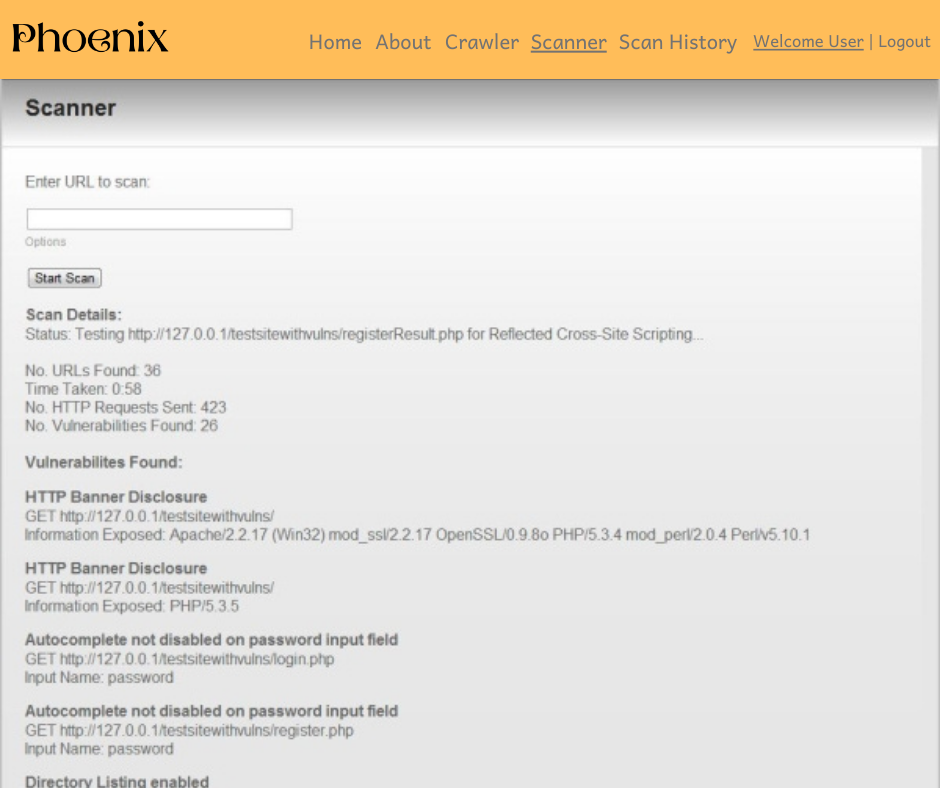 Phoenix
Home About Crawler Scanner Scan History Welcome User | Logout
Scanner
Enter URL to scan:
Options
Start Scan
Scan Details:
Status: Testing http://127.0.0.1/testsitewithvulns/registerResult.php for Reflected Cross-Site Scripting...
No. URLs Found: 36
Time Taken: 0:58
No. HTTP Requests Sent: 423
No. Vulnerabilities Found: 26
Vulnerabilites Found:
HTTP Banner Disclosure
GET http://127.0.0.1/testsitewithvulns/
Information Exposed: Apache/2.2.17 (Win32) mod_ssl/2.2.17 OpenSSL/0.9.8o PHP/5.3.4 mod_perl/2.0.4 Perl/v5.10.1
HTTP Banner Disclosure
GET http://127.0.0.1/testsitewithvulns/
Information Exposed: PHP/5.3.5
Autocomplete not disabled on password input field
GET http://127.0.0.1/testsitewithvulns/login.php
Input Name: password
Autocomplete not disabled on password input field
GET http://127.0.0.1/testsitewithvulns/register.php
Input Name: password
Directory Listing enabled